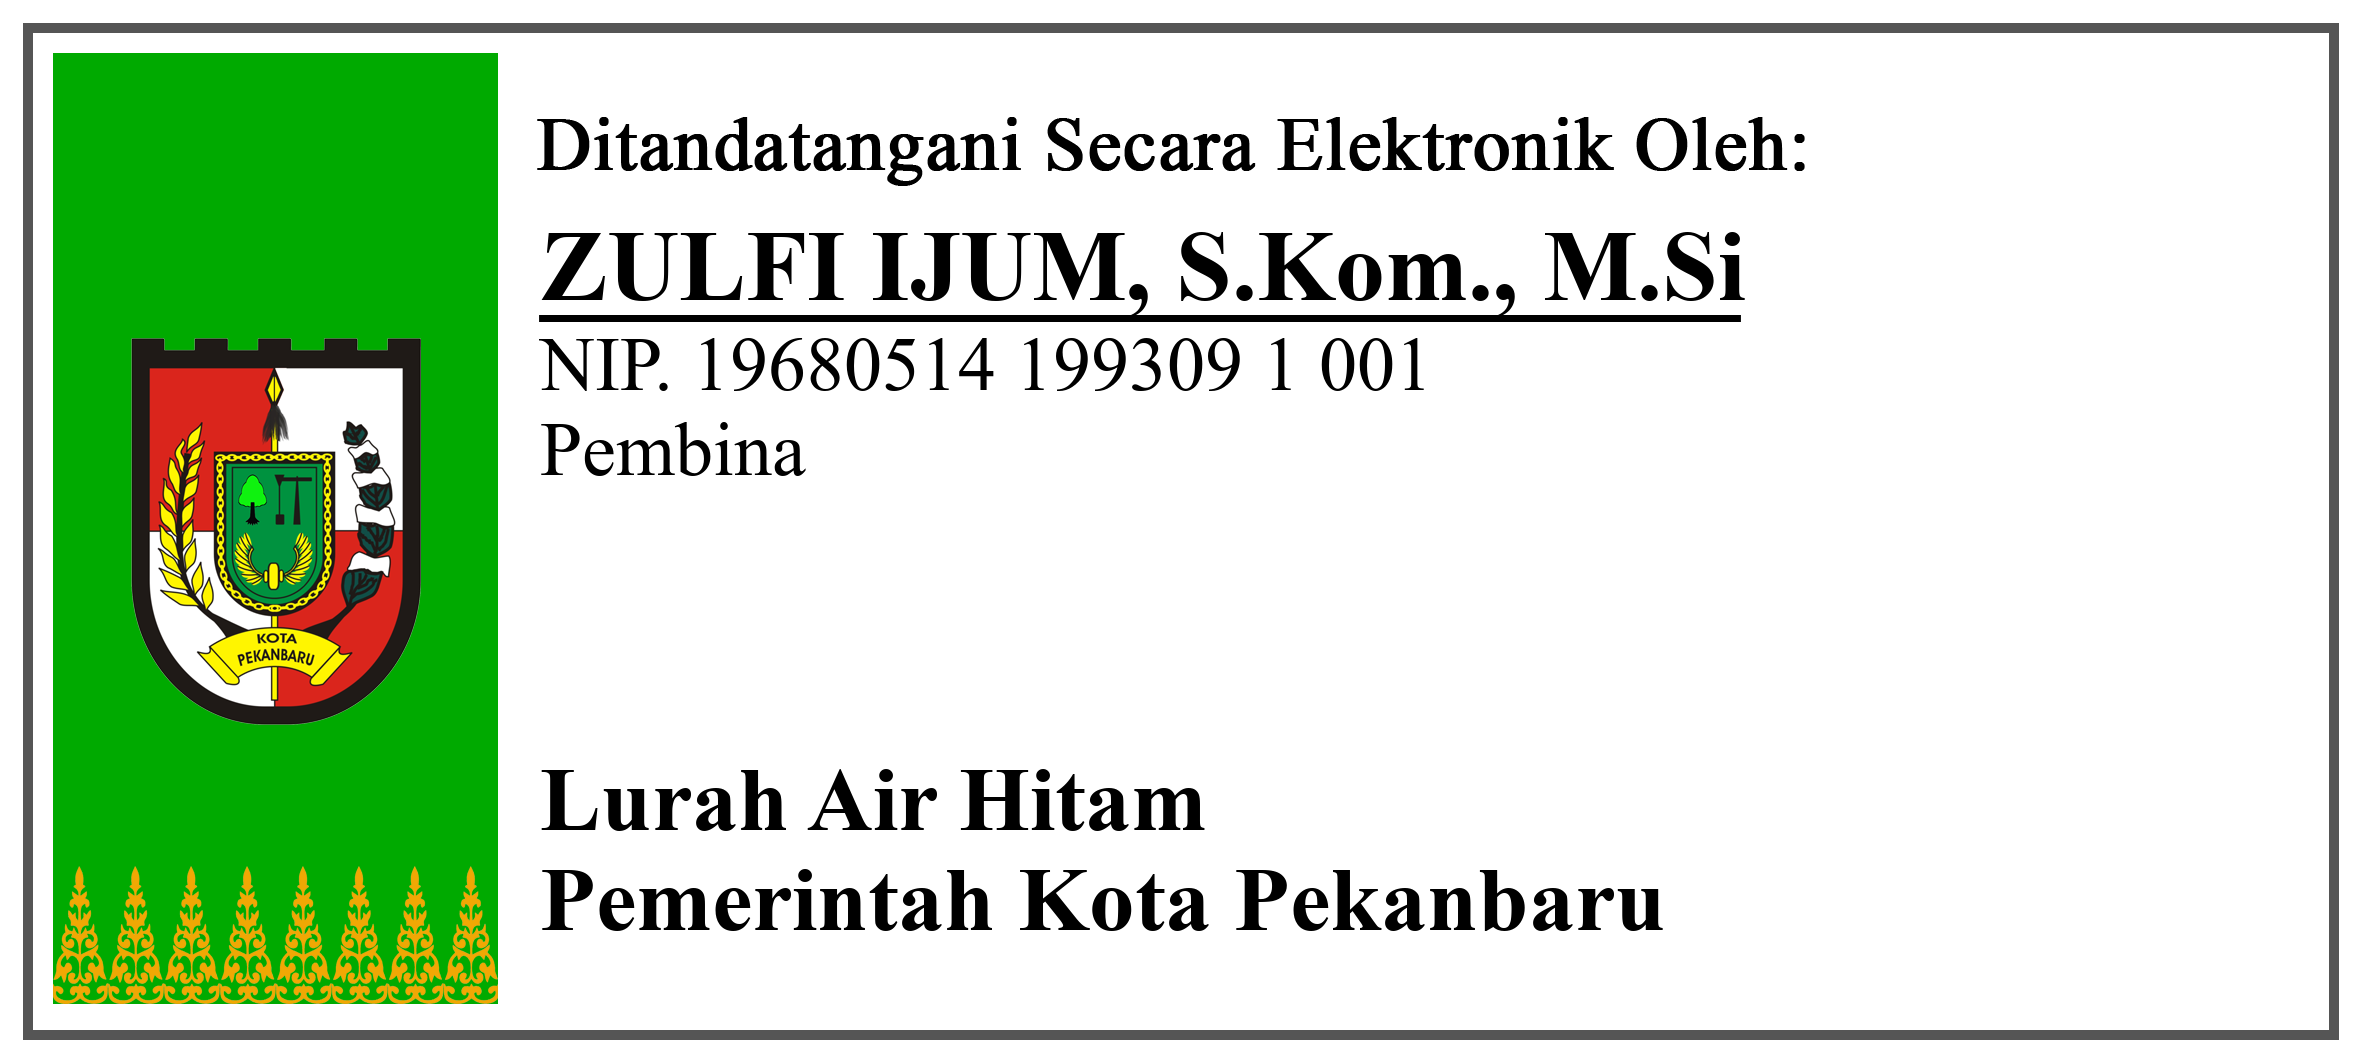 Ditandatangani Secara Elektronik Oleh:
ZULFI IJUM, S.Kom., M.Si
NIP. 19680514 199309 1 001
Pembina
KOTA
PEKANBARU
Lurah Air Hitam
Pemerintah Kota Pekanbaru